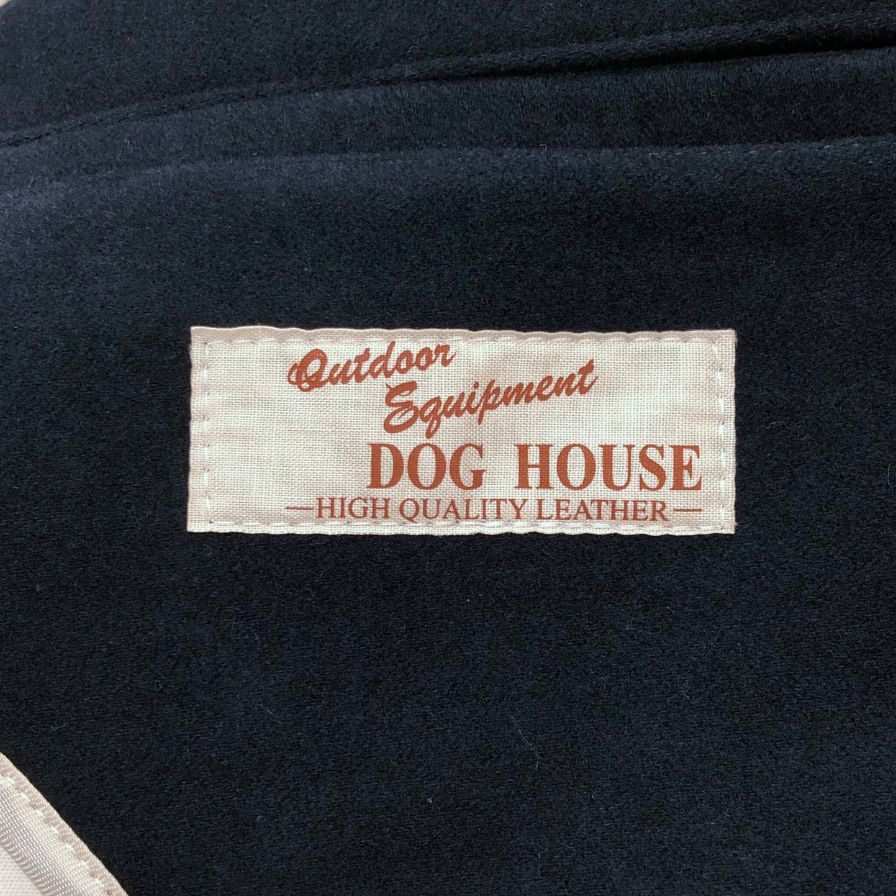 Outdoor
Equipment
DOG HOUSE
—HIGH QUALITY LEATHER—